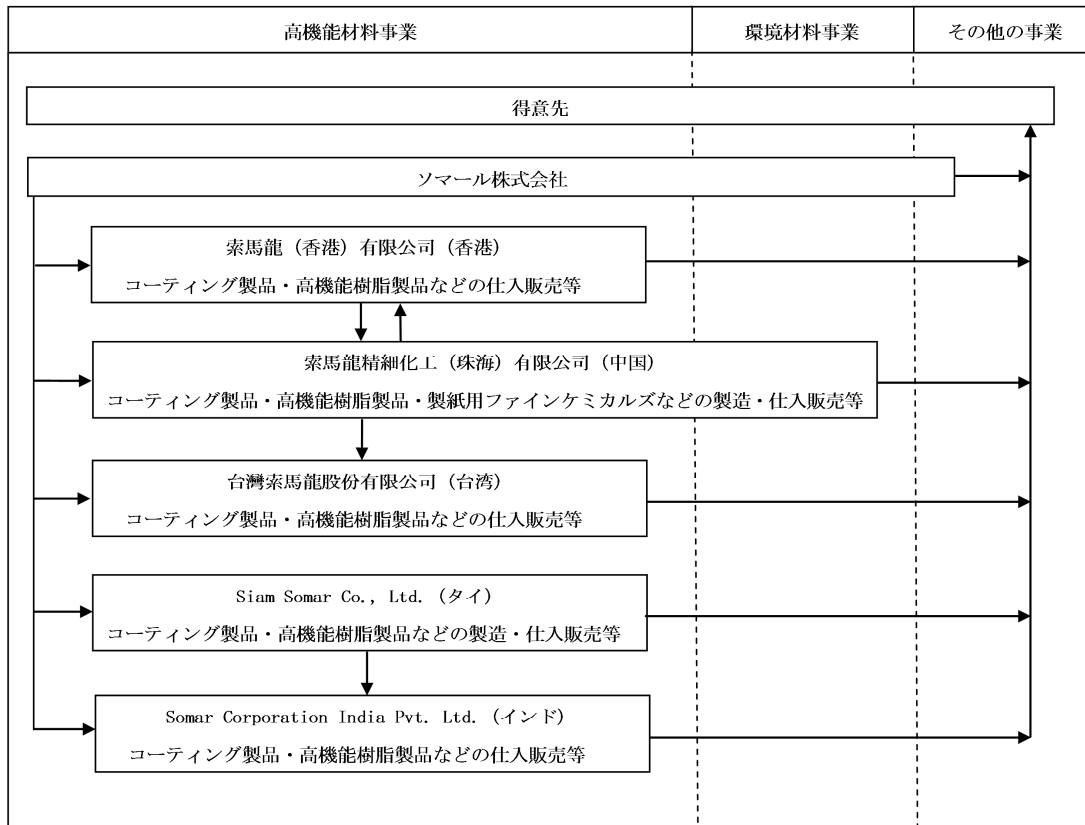 高機能材料事業
環境材料事業
その他の事業
得意先
ソマール株式会社
索馬龍（香港）有限公司（香港）
コーティング製品・高機能樹脂製品などの仕入販売等
索馬龍精細化工（珠海）有限公司（中国）
コーティング製品・高機能樹脂製品・製紙用ファインケミカルズなどの製造・仕入販売等
台灣索馬龍股份有限公司（台湾）
コーティング製品・高機能樹脂製品などの仕入販売等
Siam Somar Co., Ltd.（タイ）
コーティング製品・高機能樹脂製品などの製造・仕入販売等
Somar Corporation India Pvt. Ltd.（インド）
コーティング製品・高機能樹脂製品などの仕入販売等